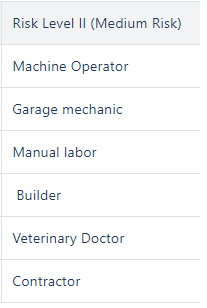 Risk Level II (Medium Risk)
Machine Operator
Garage mechanic
Manual labor
Builder
Veterinary Doctor
Contractor